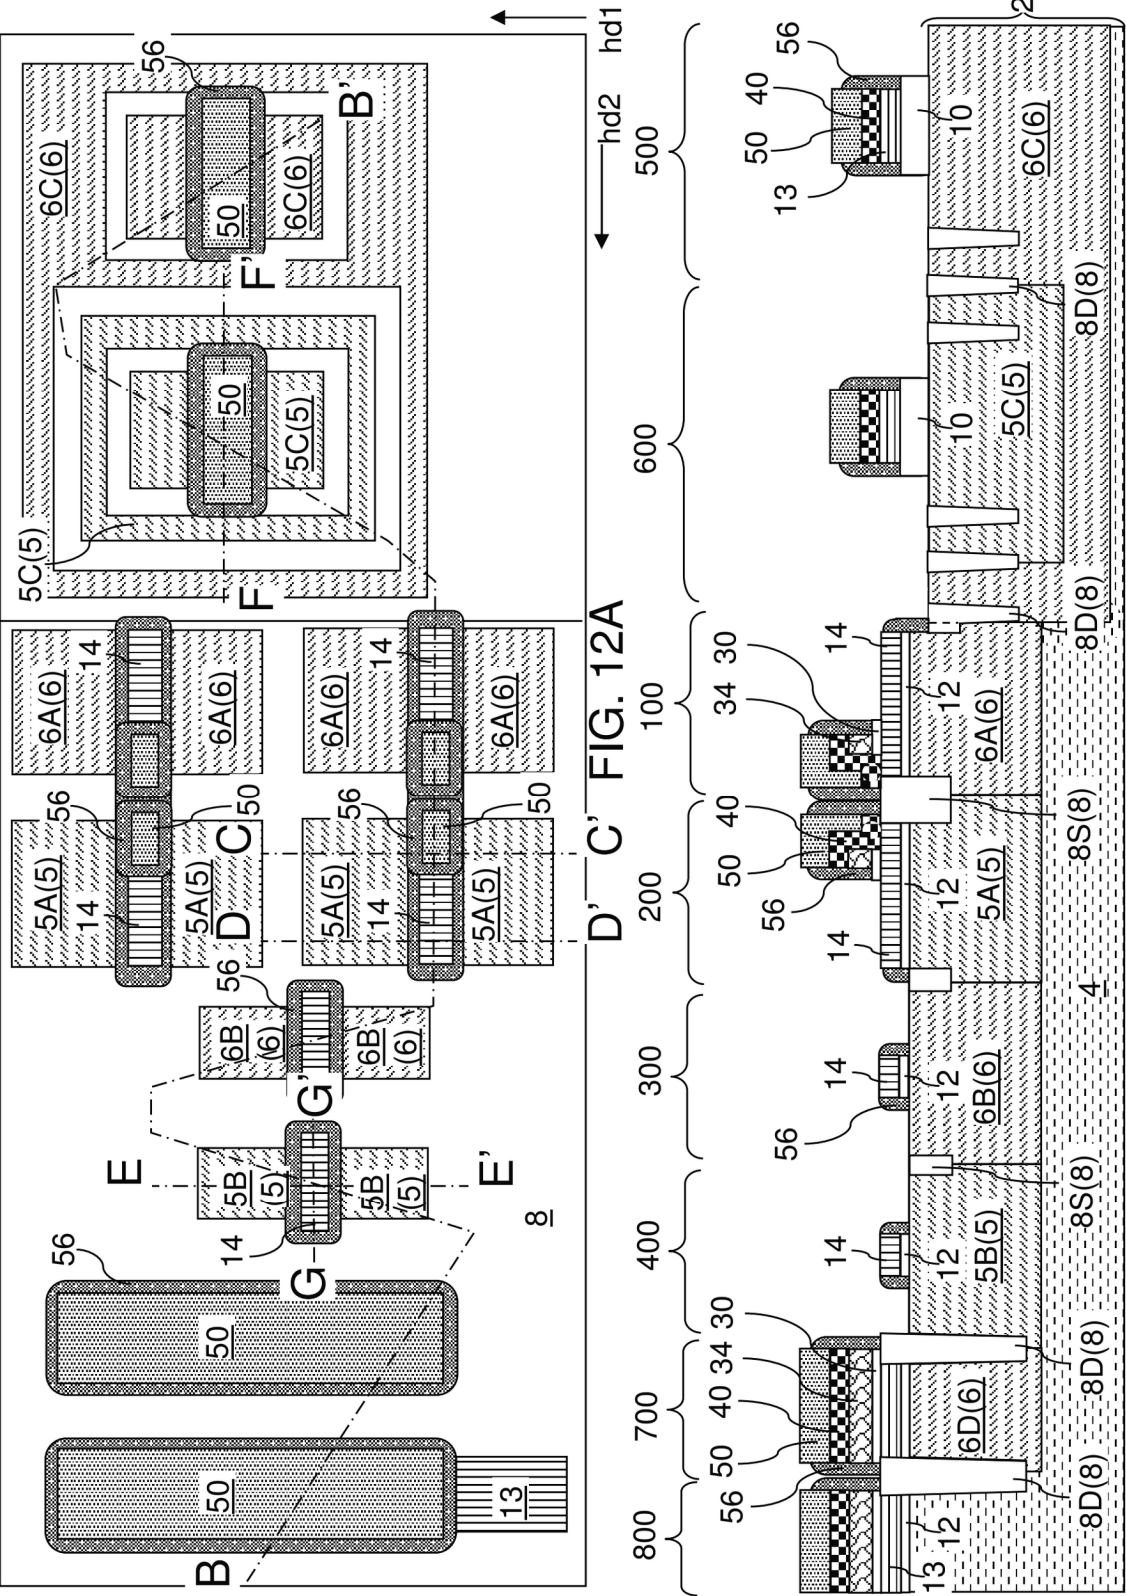 56 5A(5) 6A(6) 5C(5) 6C(6)
56 14 14 56
E
B 50 50 14 5B (5) 6B (6) 56 D 5A(5) C 50 6A(6) F 50 F' 50
G G' 5C(5) 6C(6)
14 5B (5) 6B (6) 5A(5) 56 6A(6) B'
14 14
13 E' 5A(5) 6A(6)
8 50
D' C'
FIG. 12A
hd2 hd1
800 700 400 300 200 100 600 500
56 50 40 34 30 56 56 50 40 34 30 13 50 40 56
14 14 14 14
13 12 12 12 12 12 10 10
6D(6) 5B(5) 6B(6) 5A(5) 6A(6) 5C(5) 6C(6) 2
8D(8) 8D(8) 8S(8) 4 8S(8) 8D(8) 8D(8)